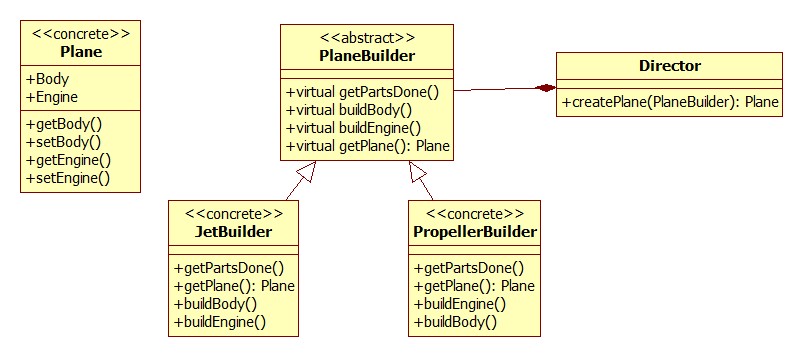 <<concrete>>
Plane
+Body
+Engine
+getBody()
+setBody()
+getEngine()
+setEngine()
<<abstract>>
PlaneBuilder
+virtual getPartsDone()
+virtual buildBody()
+virtual buildEngine()
+virtual getPlane(): Plane
Director
+createPlane(PlaneBuilder): Plane
<<concrete>>
JetBuilder
+getPartsDone()
+getPlane(): Plane
+buildBody()
+buildEngine()
<<concrete>>
PropellerBuilder
+getPartsDone()
+getPlane(): Plane
+buildEngine()
+buildBody()